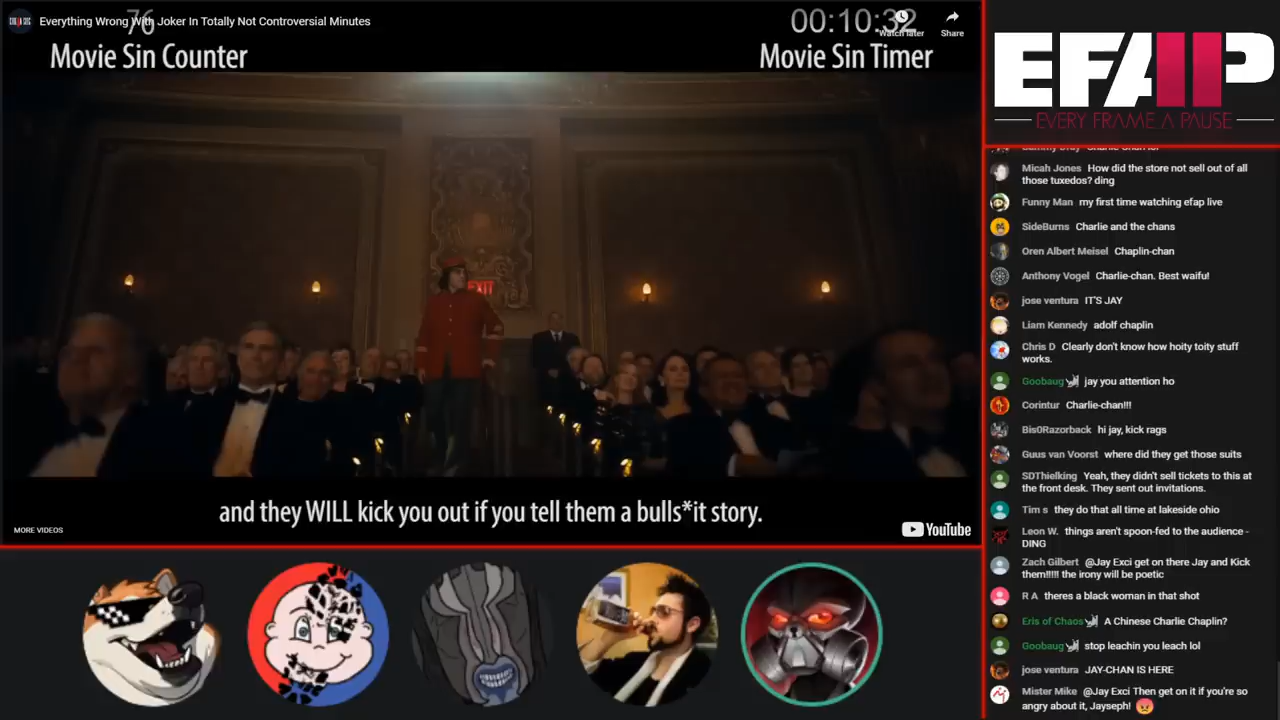 Everything Wrong With Joker In Totally Not Controversial Minutes
76
Movie Sin Counter
00:10:32
Movie Sin Timer
Watch later
Share
EXIT
and they WILL kick you out if you tell them a bulls*it story.
MORE VIDEOS
YouTube
EFAP
EVERY FRAME A PAUSE
Micah Jones How did the store not sell out of all
those tuxedos? ding
Funny Man my first time watching efap live
SideBurns Charlie and the chans
Oren Albert Meisel Chaplin-chan
Anthony Vogel Charlie-chan. Best waifu!
jose ventura IT'S JAY
Liam Kennedy adolf chaplin
Chris D Clearly don't know how hoity toity stuff
works.
Goobaug jay you attention ho
Corintur Charlie-chan!!!
Bis0Razorback hi jay, kick rags
Guus van Voorst where did they get those suits
SDThielking Yeah, they didn't sell tickets to this at
the front desk. They sent out invitations.
Tim s they do that all time at lakeside ohio
Leon W. things aren't spoon-fed to the audience -
DING
Zach Gilbert @Jay Exci get on there Jay and Kick
them!!!!! the irony will be poetic
R A theres a black woman in that shot
Eris of Chaos A Chinese Charlie Chaplin?
Goobaug stop leachin you leach lol
jose ventura JAY-CHAN IS HERE
Mister Mike @Jay Exci Then get on it if you're so
angry about it, Jayseph!